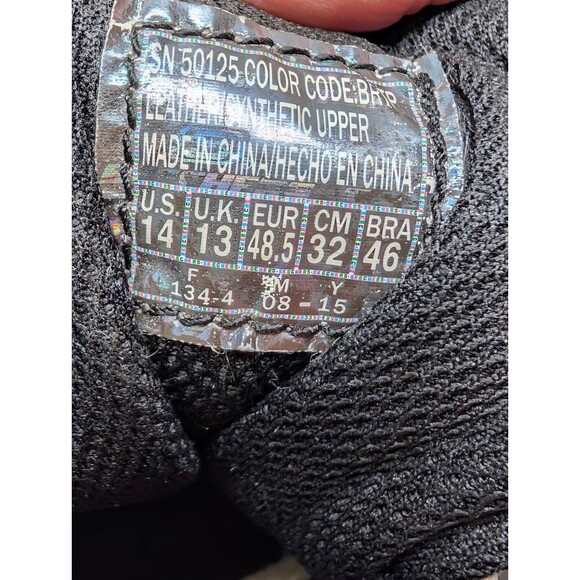 SN 50125 COLOR CODE:
LEATHER/SYNTHETIC UPPER
MADE IN CHINA/HECHO EN CHINA
U.S. U.K. EUR CM BRA
14 13 48.5 32 46
F M Y
134-4 08 - 15